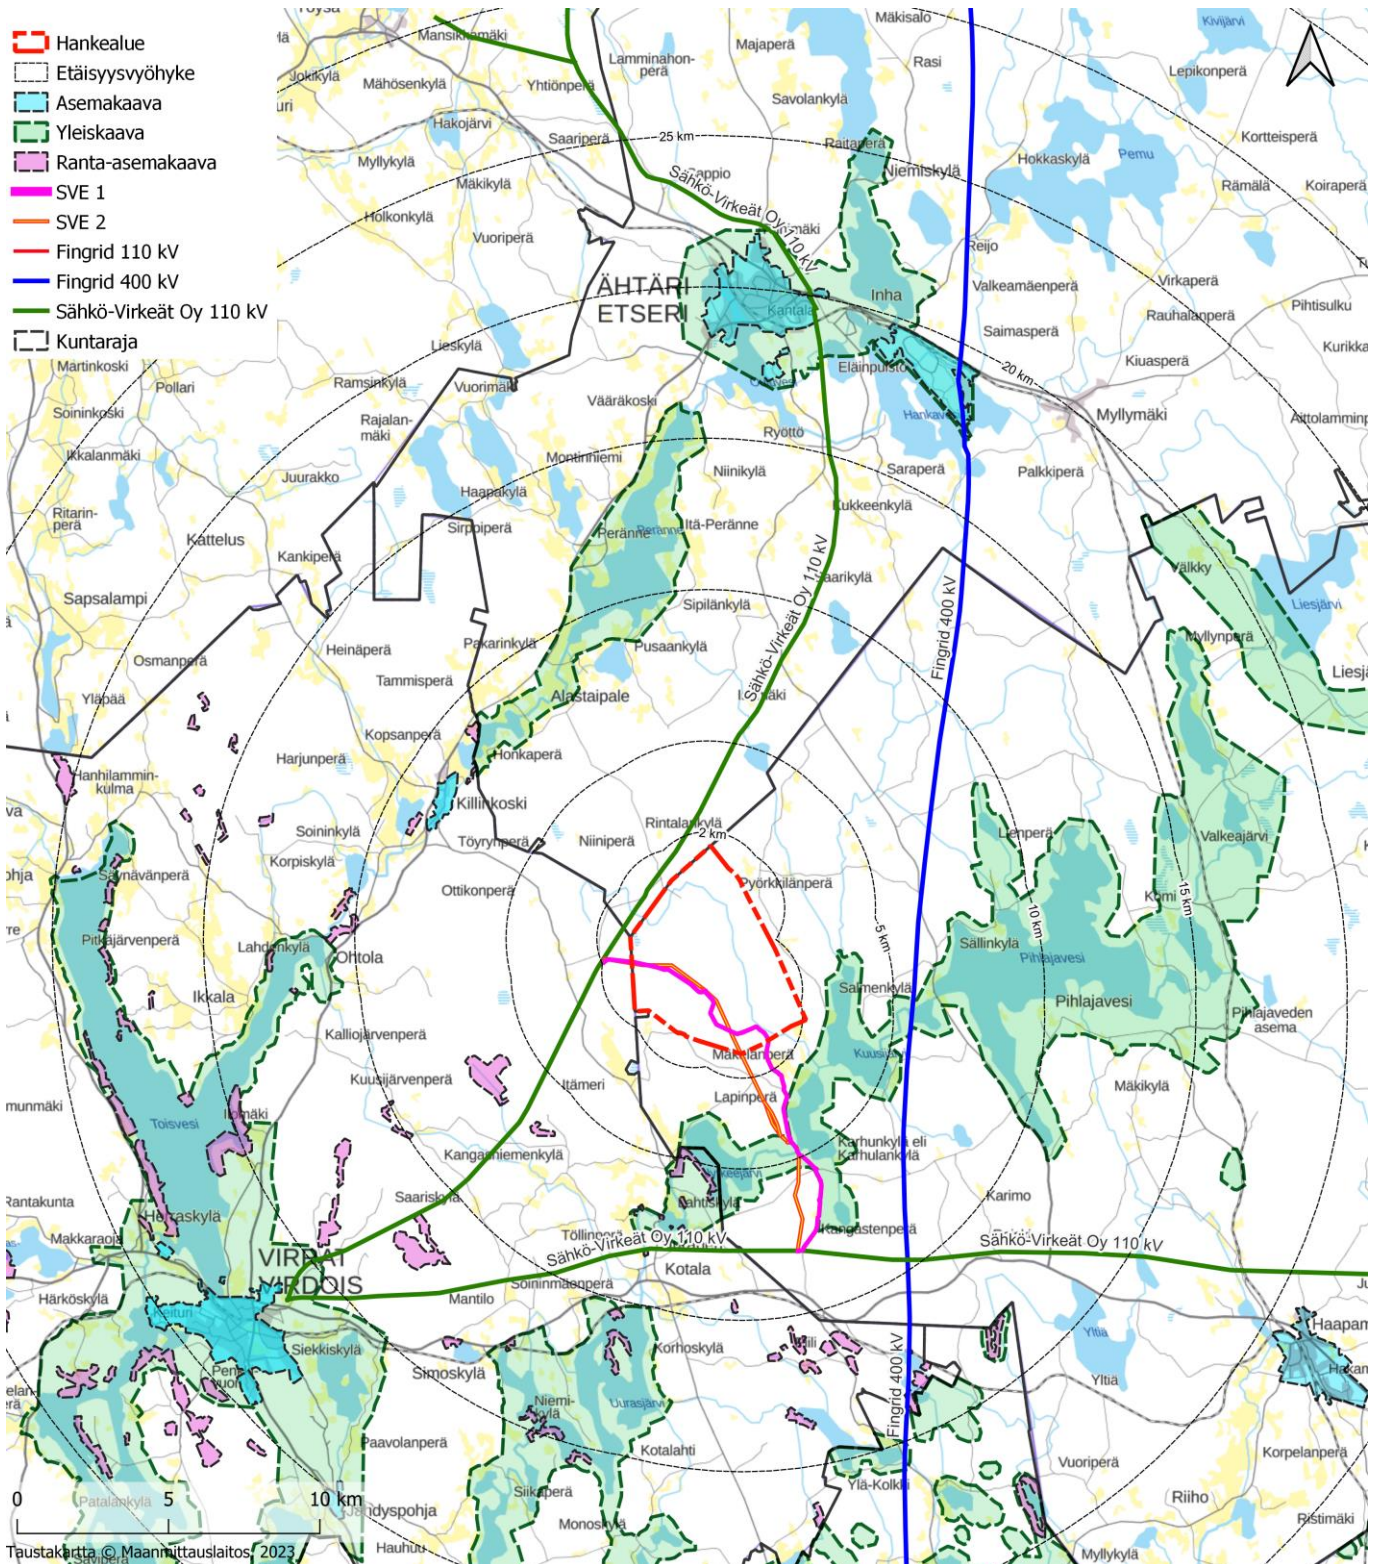 Hankealue
Etäisyysvyöhyke
Asemakaava
Yleiskaava
Ranta-asemakaava
SVE 1
SVE 2
Fingrid 110 kV
Fingrid 400 kV
Sähkö-Virkeät Oy 110 kV
Kuntaraja
Mäkisalo
Kivijärvi
Mansikkamäki
Majaperä
Lamminahon-
perä
Rasi
Lepikonperä
Jokikylä
Mähösenkylä
Yhtiönperä
Savolankylä
Hakojärvi
Saariperä
25 km
Raitaperä
Kortteisperä
Myllykylä
Niemiskylä
Hokkaskylä
Pemu
Mäkikylä
Rämälä
Koiraperä
Sähkö-Virkeät Oy 110 kV
Holkonkylä
Vuoriperä
Reijo
ÄHTÄRI
ETSERI
Inha
Valkeamäenperä
Virkaperä
Kantala
Rauhalanperä
Pihtisulku
Saimasperä
Lieskylä
Kiuasperä
Kurikka
Martinkoski
Pollari
Ramsinkylä
Vuorimäki
Eläinpuisto
20 km
Soininkoski
Vääräkoski
Rajalan-
mäki
Myllymäki
Aittolamminp
Ryöttö
Ikkalanmäki
Montinniemi
Juurakko
Niinikylä
Saraperä
Palkkiperä
Haapakylä
Ritarin-
perä
Sirppiperä
Kukkeenkylä
Kattelus
Peränne
Peränne
Itä-Peränne
Kankiperä
Välkky
Saarikylä
Sapsalampi
Sipilänkylä
Liesjärvi
Fingrid 400 kV
Sähkö-Virkeät Oy 110 kV
Myllynperä
Heinäperä
Pakarinkylä
Pusaankylä
Osmanperä
Tammisperä
Yläpää
Alastaipale
Kopsanperä
Harjunperä
Honkaperä
Hanhilammin-
kulma
Killinkoski
Rintalankylä
2 km
Soininkylä
Töyrynperä
Niiniperä
Lienperä
Valkeajärvi
Korpiskylä
Säynävänperä
Ottikonperä
Pyörkkilänperä
15 km
Komi
5 km
10 km
Pitkäjärvenperä
Lahdenkylä
Ohtola
Sällinkylä
Pihlajavesi
Ikkala
Salmenkylä
Pihlajavesi
Pihlajaveden
asema
Kalliojärvenperä
Mäkelänperä
Kuusijärvi
Kuusijärvenperä
Itämeri
Mäkikylä
Lapinperä
Toisvesi
Karhunkylä eli
Karhulankylä
Kangasniemenkylä
Saariskylä
Karimo
Rantakunta
Herraskylä
Kangastenperä
Makkaraoja
Sähkö-Virkeät Oy 110 kV
Sähkö-Virkeät Oy 110 kV
VIRRAT
VIRDOIS
Kotala
Soininmäenperä
Härköskylä
Keituri
Mantilo
Siekkiskylä
Simoskylä
Korhoskylä
Yltiä
Haapam
Fingrid 400 kV
Yltiä
Niemi-
kylä
Uurasjärvi
Paavolanperä
Kotalahti
Korpelanperä
Vuoriperä
Siikaperä
Ylä-Kolkki
Riiho
0
5
10 km
Patalankylä
Jähdyspohja
Monoskylä
Ristimäki
Hauhuu
Myllykylä
Taustakartta © Maanmittauslaitos, 2023